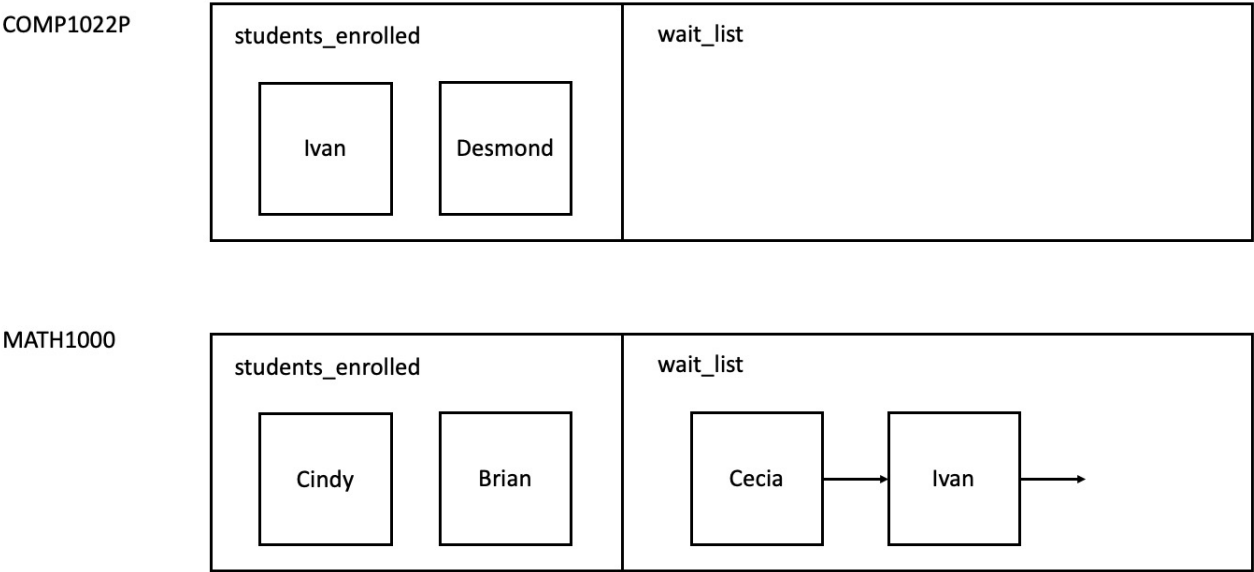 COMP1022P
students_enrolled
wait_list
Ivan
Desmond
MATH1000
students_enrolled
wait_list
Cindy
Brian
Cecia
Ivan